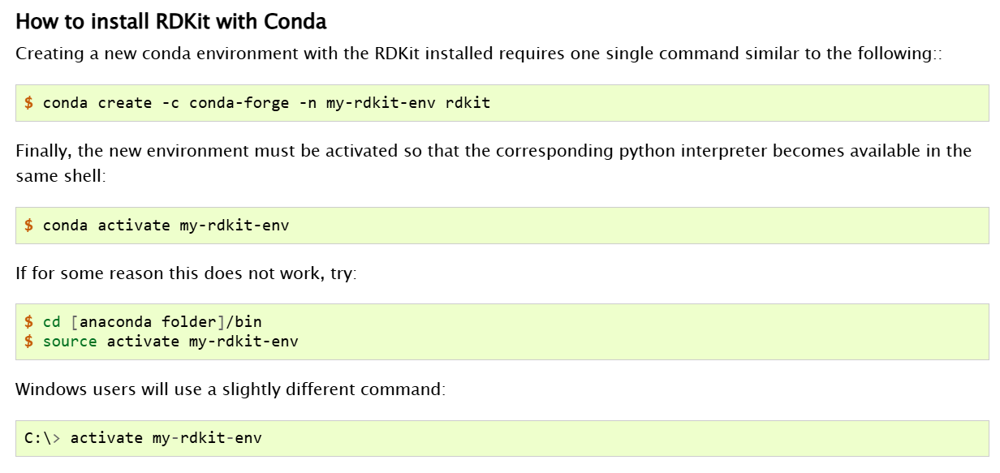 How to install RDKit with Conda
Creating a new conda environment with the RDKit installed requires one single command similar to the following::
$ conda create -c conda-forge -n my-rdkit-env rdkit
Finally, the new environment must be activated so that the corresponding python interpreter becomes available in the
same shell:
$ conda activate my-rdkit-env
If for some reason this does not work, try:
$ cd [anaconda folder]/bin
$ source activate my-rdkit-env
Windows users will use a slightly different command:
C:\> activate my-rdkit-env